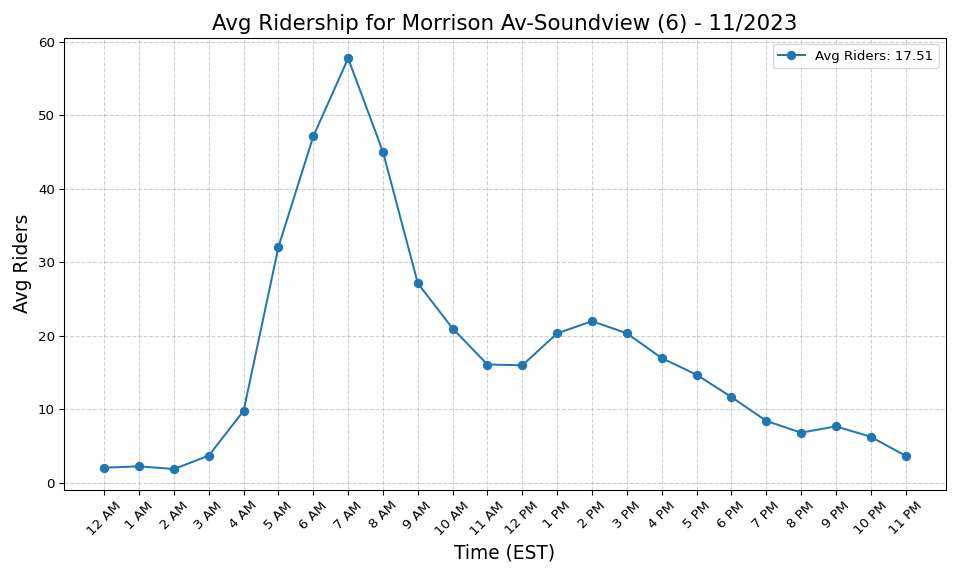 Avg Ridership for Morrison Av-Soundview (6) - 11/2023
Avg Riders: 17.51
Avg Riders
60
50
40
30
20
10
0
12 AM
1 AM
2 AM
3 AM
4 AM
5 AM
6 AM
7 AM
8 AM
9 AM
10 AM
11 AM
12 PM
1 PM
2 PM
3 PM
4 PM
5 PM
6 PM
7 PM
8 PM
9 PM
10 PM
11 PM
Time (EST)